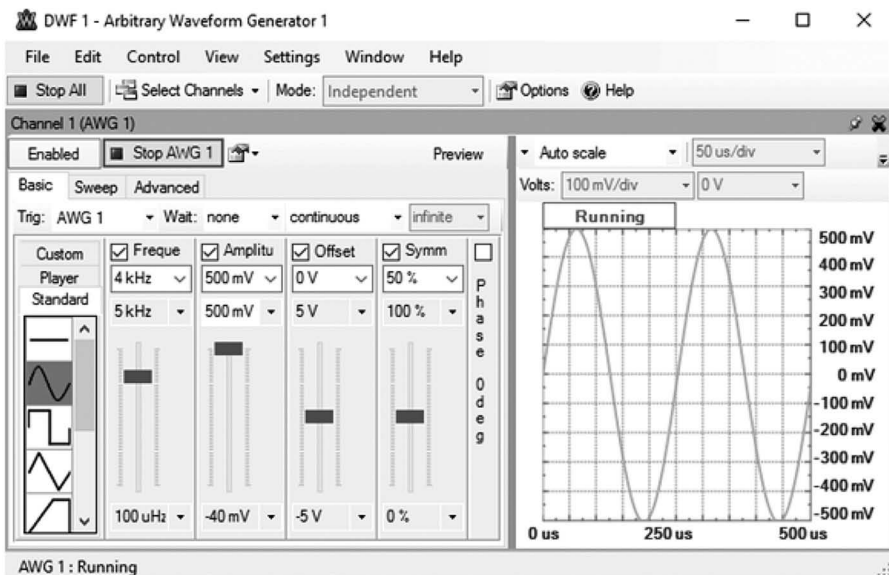 DWF 1 - Arbitrary Waveform Generator 1
File Edit Control View Settings Window Help
Stop All Select Channels Mode: Independent Options Help
Channel 1 (AWG 1)
Enabled Stop AWG 1 Preview
Auto scale 50 us/div
Basic Sweep Advanced
Volts: 100 mV/div 0 V
Trig: AWG 1 Wait: none continuous infinite
Running
Custom Freque Amplitu Offset Symm
Player 4 kHz 500 mV 0 V 50 %
Standard 5 kHz 500 mV 5 V 100 %
Phase 0deg
100 uHz -40 mV -5 V 0 %
500 mV
400 mV
300 mV
200 mV
100 mV
0 mV
-100 mV
-200 mV
-300 mV
-400 mV
-500 mV
0 us 250 us 500 us
AWG 1 : Running